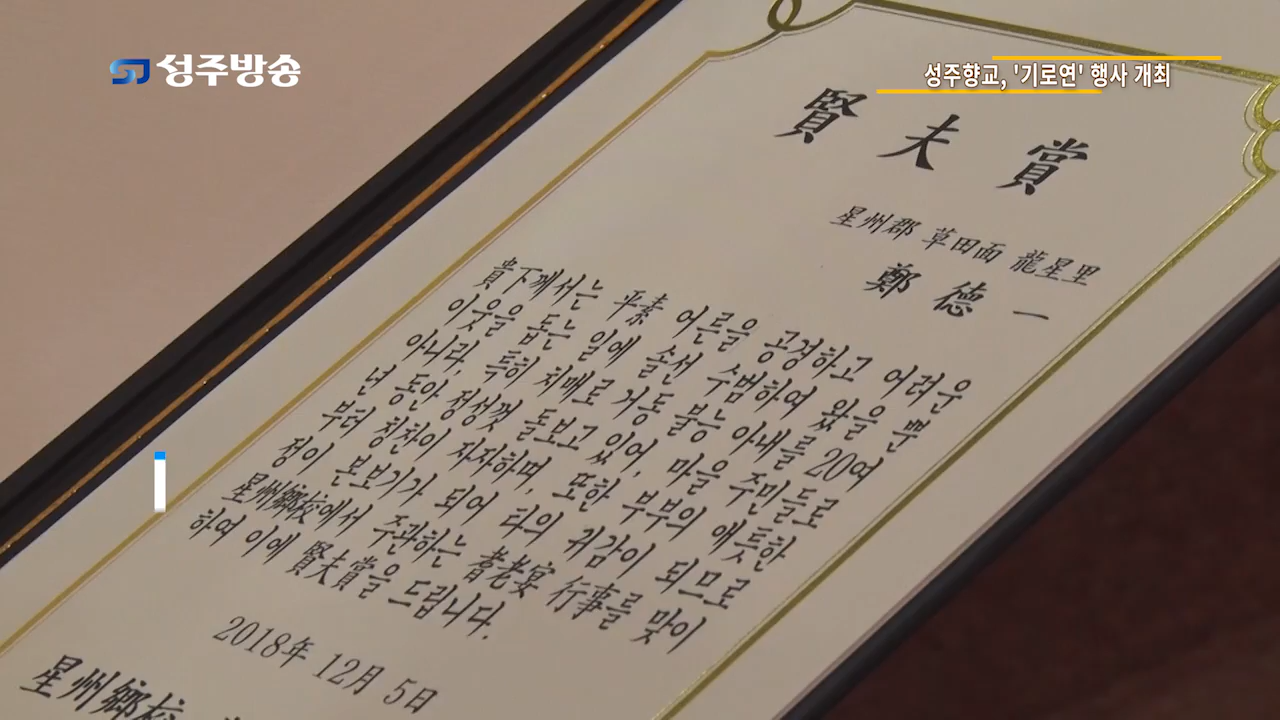 성주방송
성주향교, '기로연' 행사 개최
賢夫賞
星州郡 草田面 龍星里
鄭德一
貴下께서는 平素 어른을 공경하고 어려운
이웃을 돕는 일에 솔선 수범하여 왔을 뿐
아니라, 특히 치매로 거동 불능 아내를 20여
년 동안 정성껏 돌보고 있어, 마을 주민들로
부터 칭찬이 자자하며, 또한 부부의 애틋한
정이 본보기가 되어 타의 귀감이 되므로
星州鄕校에서 주관하는 耆老宴 行事를 맞이
하여 이에 賢夫賞을 드립니다.
2018年 12月 5日
星州鄕校